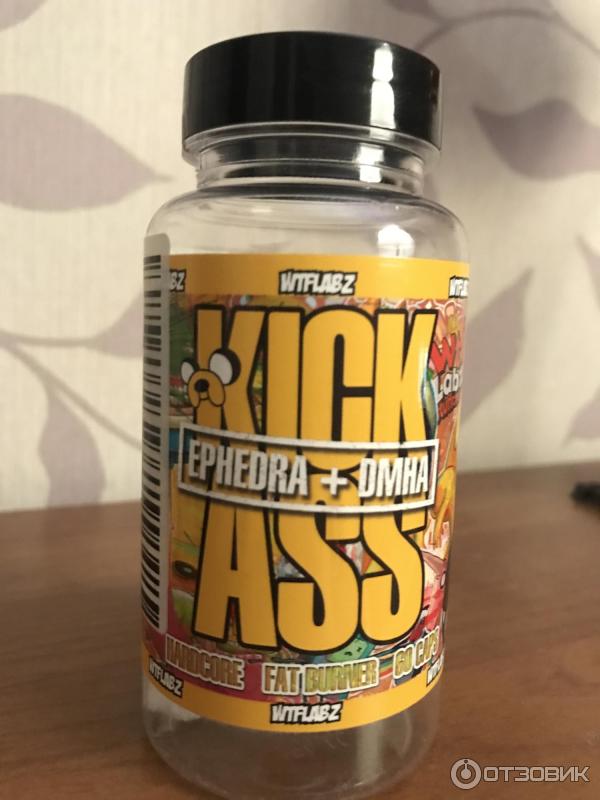 WTFLABZ
KICK
EPHEDRA + DMHA
ASS
HARDCORE FAT BURNER 60 CAPS
WTFLABZ
WTFLABZ
ОТЗОВИК